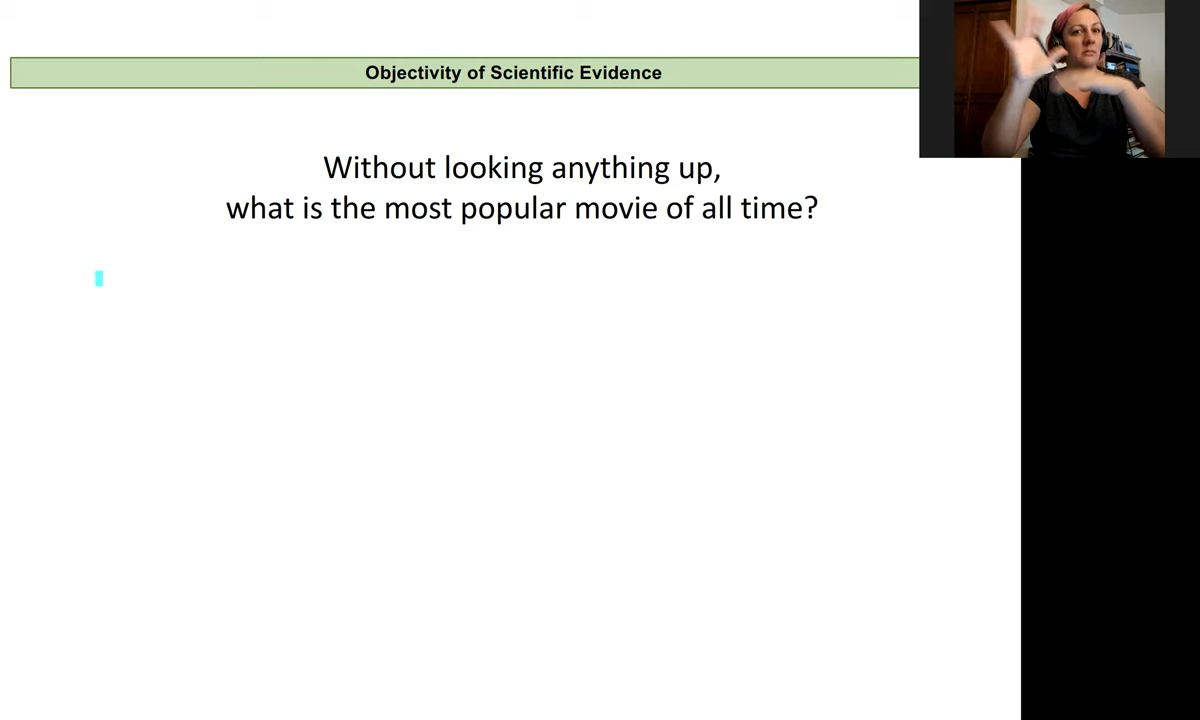 Objectivity of Scientific Evidence
Without looking anything up,
what is the most popular movie of all time?